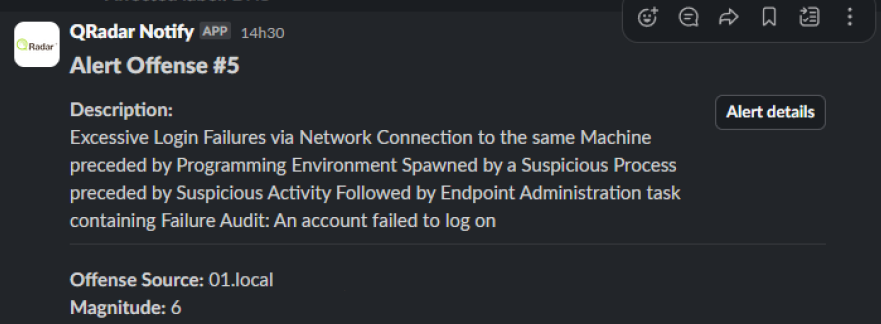 QRadar Notify APP 14h30
Radar
Alert Offense #5
Description:
Alert details
Excessive Login Failures via Network Connection to the same Machine
preceded by Programming Environment Spawned by a Suspicious Process
preceded by Suspicious Activity Followed by Endpoint Administration task
containing Failure Audit: An account failed to log on
Offense Source: 01.local
Magnitude: 6